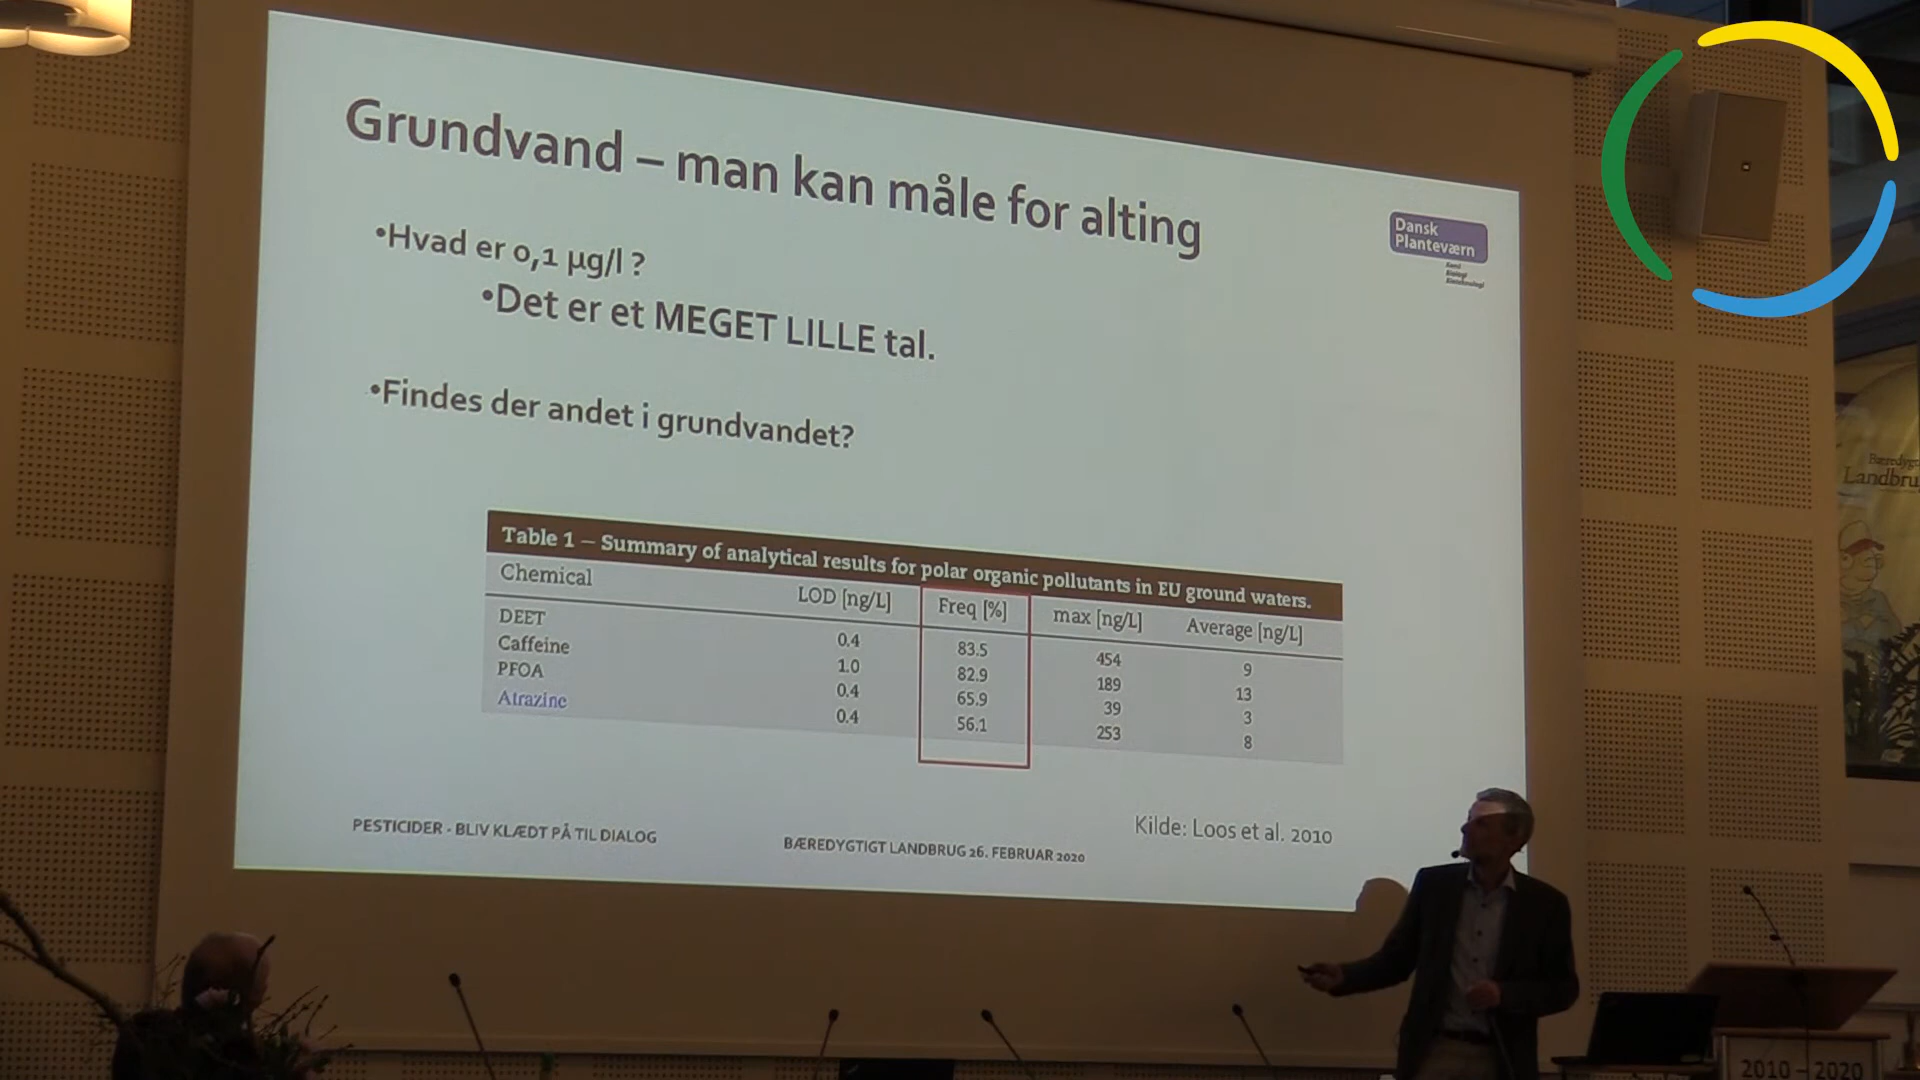 Grundvand – man kan måle for alting
•Hvad er 0,1 µg/l ?
•Det er et MEGET LILLE tal.
•Findes der andet i grundvandet?
Dansk
Planteværn
Kemi
Biologi
Bioteknologi
Table 1 – Summary of analytical results for polar organic pollutants in EU ground waters.
Chemical LOD [ng/L] Freq [%] max [ng/L] Average [ng/L]
DEET 0.4 83.5 454 9
Caffeine 1.0 82.9 189 13
PFOA 0.4 65.9 39 3
Atrazine 0.4 56.1 253 8
Kilde: Loos et al. 2010
PESTICIDER - BLIV KLÆDT PÅ TIL DIALOG
BÆREDYGTIGT LANDBRUG 26. FEBRUAR 2020
2010 – 2020